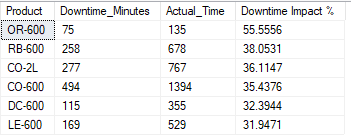 Product Downtime_Minutes Actual_Time Downtime Impact %
OR-600 75 135 55.5556
RB-600 258 678 38.0531
CO-2L 277 767 36.1147
CO-600 494 1394 35.4376
DC-600 115 355 32.3944
LE-600 169 529 31.9471